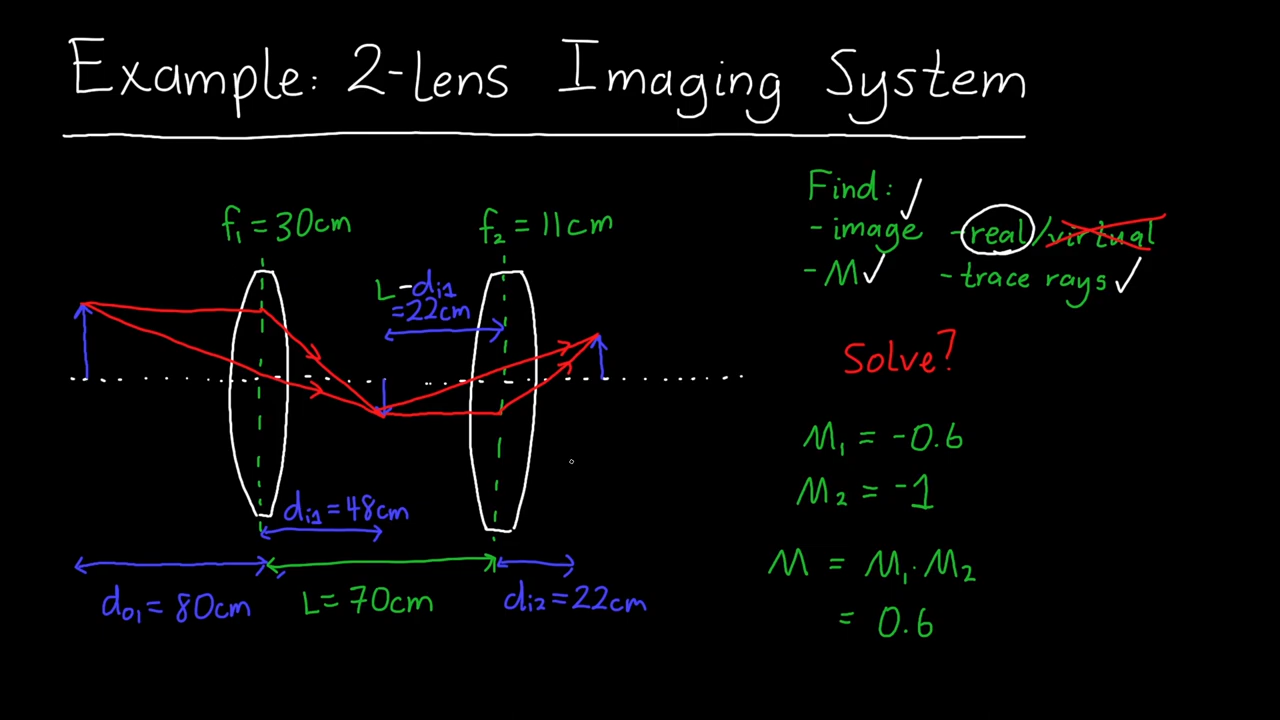 Example: 2-Lens Imaging System
Find:
- image
- real/virtual
- M
- trace rays
f₁ = 30cm
f₂ = 11cm
L-di1
=22cm
Solve?
M₁ = -0.6
M₂ = -1
di1 = 48cm
M = M₁·M₂
= 0.6
do1 = 80cm
L = 70cm
di2 = 22cm